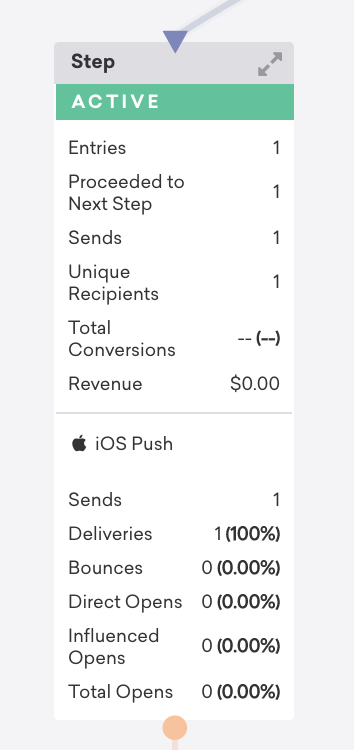 Step
ACTIVE
Entries 1
Proceeded to
Next Step 1
Sends 1
Unique
Recipients 1
Total
Conversions -- (--)
Revenue $0.00
iOS Push
Sends 1
Deliveries 1 (100%)
Bounces 0 (0.00%)
Direct Opens 0 (0.00%)
Influenced
Opens 0 (0.00%)
Total Opens 0 (0.00%)